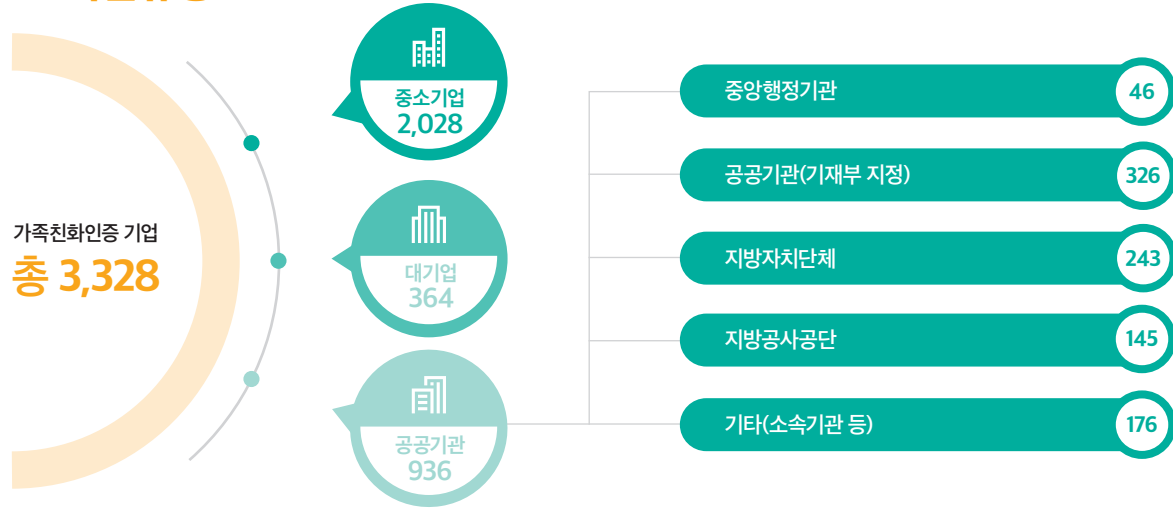 가족친화인증 기업
총 3,328
중소기업
2,028
대기업
364
공공기관
936
중앙행정기관 46
공공기관(기재부 지정) 326
지방자치단체 243
지방공사공단 145
기타(소속기관 등) 176